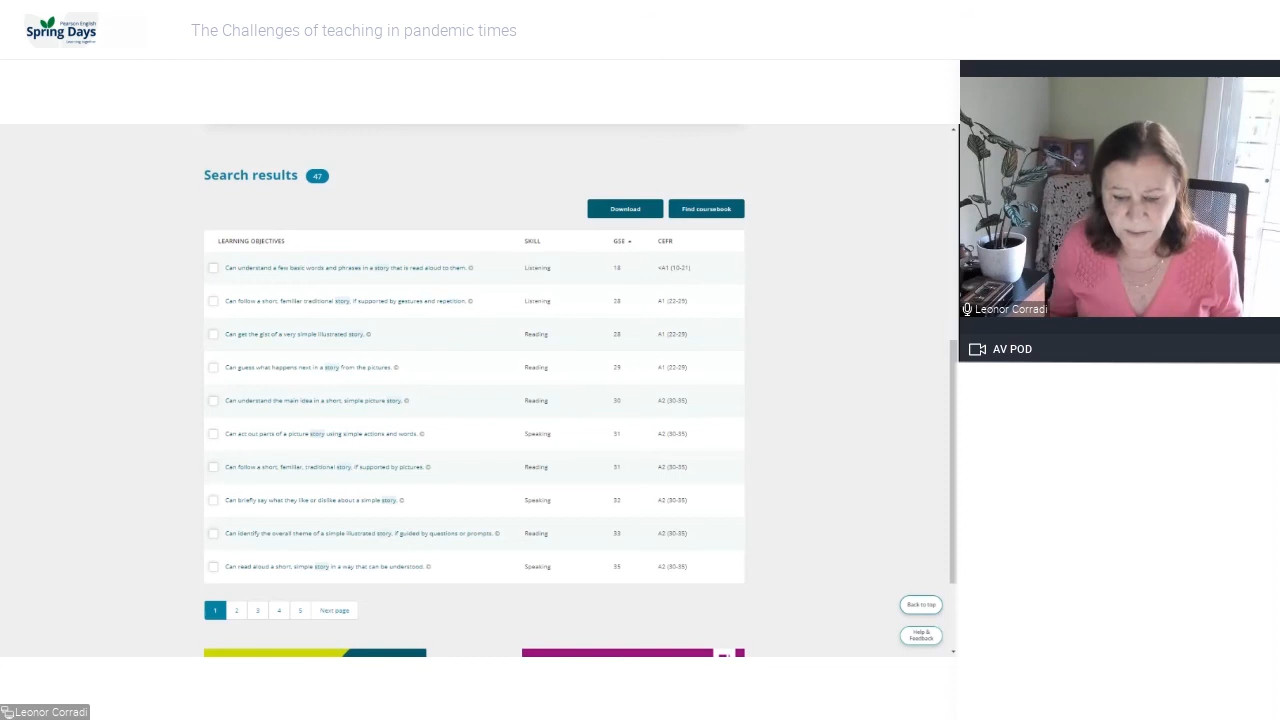 Pearson English
Spring Days
Learning together
The Challenges of teaching in pandemic times
Search results 47
Download Find coursebook
LEARNING OBJECTIVES SKILL GSE CEFR
Can understand a few basic words and phrases in a story that is read aloud to them. Listening 18 <A1 (10-21)
Can follow a short, familiar traditional story, if supported by gestures and repetition. Listening 28 A1 (22-29)
Can get the gist of a very simple illustrated story. Reading 28 A1 (22-29)
Can guess what happens next in a story from the pictures. Reading 29 A1 (22-29)
Can understand the main idea in a short, simple picture story. Reading 30 A2 (30-35)
Can act out parts of a picture story using simple actions and words. Speaking 31 A2 (30-35)
Can follow a short, familiar, traditional story, if supported by pictures. Reading 31 A2 (30-35)
Can briefly say what they like or dislike about a simple story. Speaking 32 A2 (30-35)
Can identify the overall theme of a simple illustrated story, if guided by questions or prompts. Reading 33 A2 (30-35)
Can read aloud a short, simple story in a way that can be understood. Speaking 35 A2 (30-35)
1 2 3 4 5 Next page
Back to top
Help &
Feedback
Leonor Corradi
AV POD
Leonor Corradi